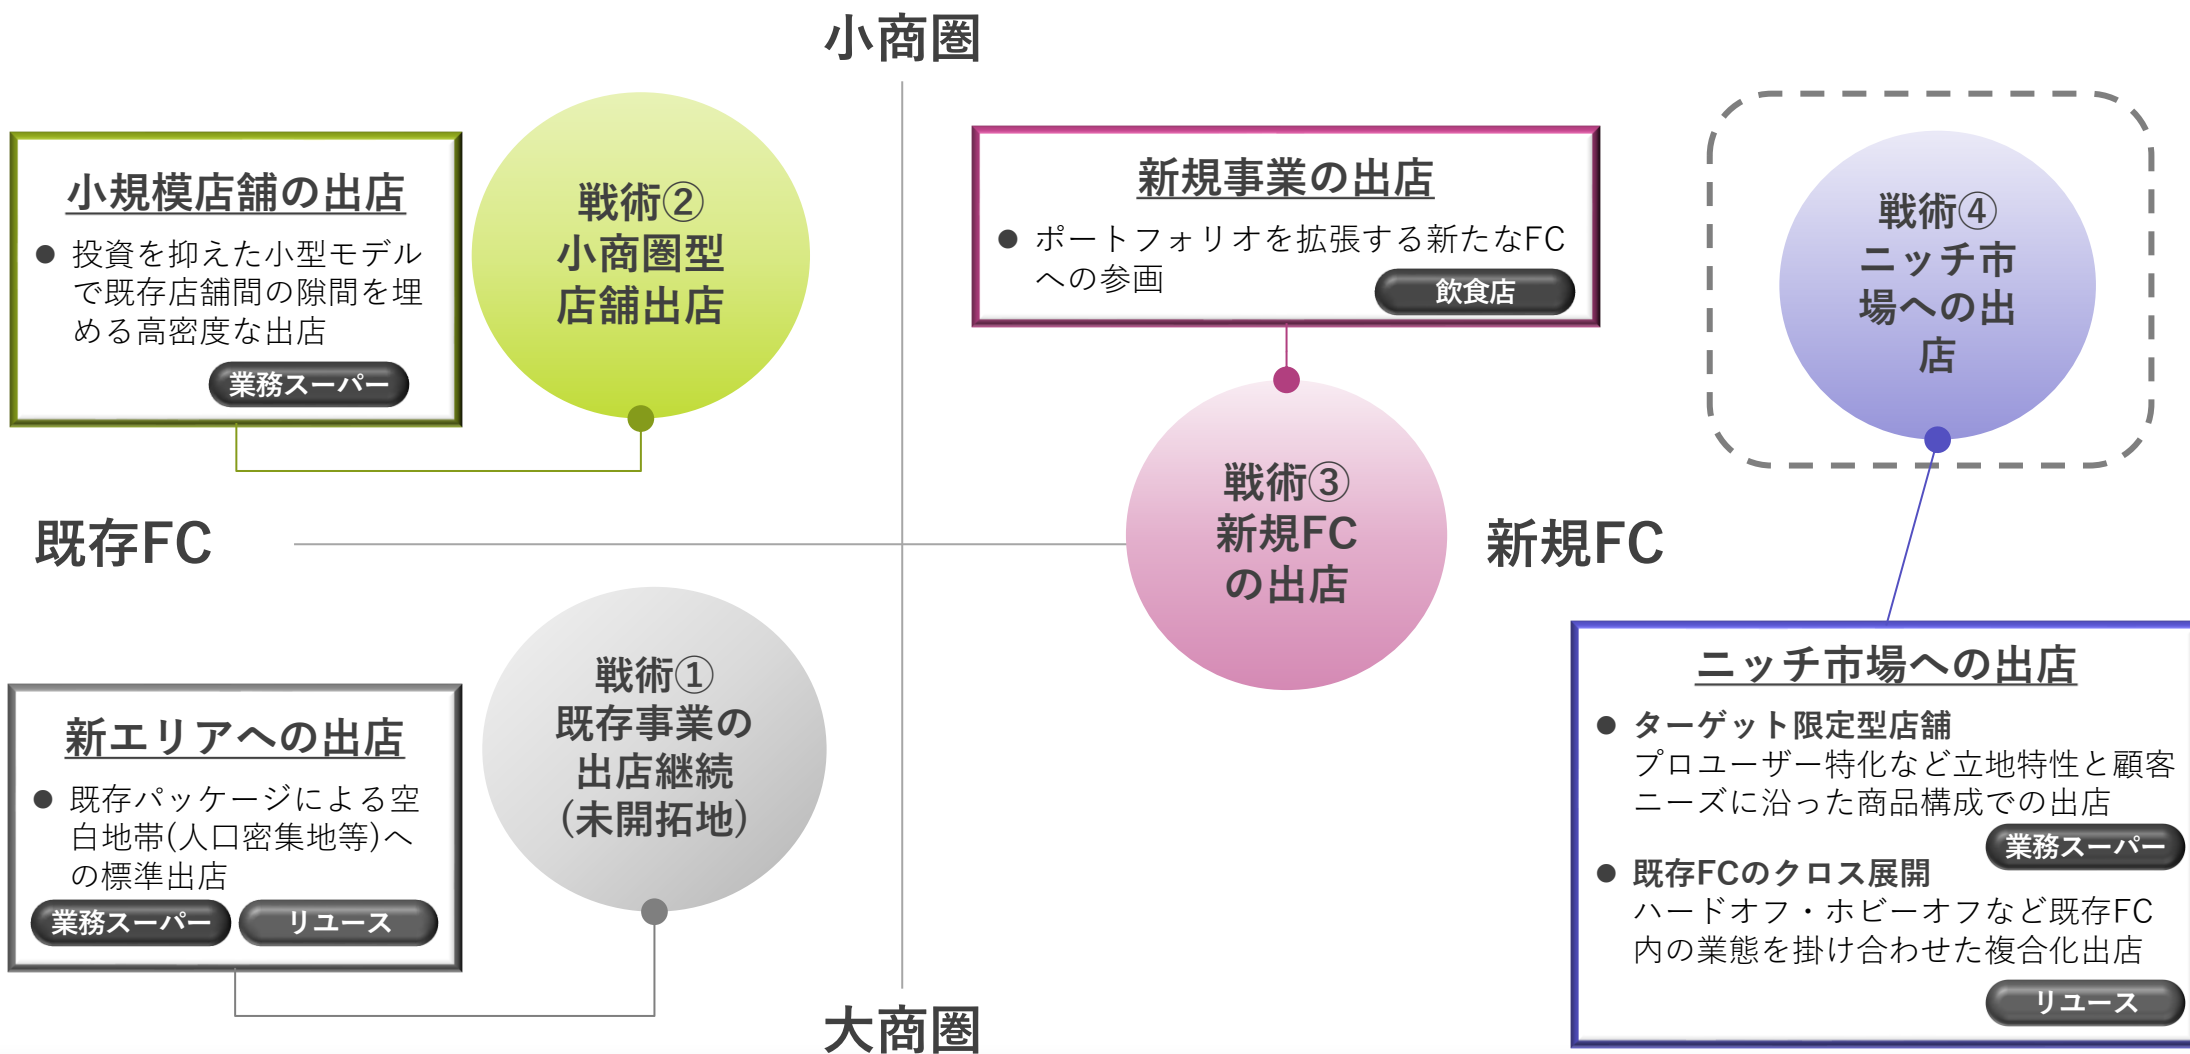 小商圏
小規模店舗の出店
● 投資を抑えた小型モデル
で既存店舗間の隙間を埋
める高密度な出店
業務スーパー
戦術②
小商圏型
店舗出店
新規事業の出店
● ポートフォリオを拡張する新たなFC
への参画
飲食店
戦術④
ニッチ市
場への出
店
既存FC
戦術③
新規FC
の出店
新規FC
新エリアへの出店
● 既存パッケージによる空
白地帯(人口密集地等)へ
の標準出店
業務スーパー
リユース
戦術①
既存事業の
出店継続
(未開拓地)
ニッチ市場への出店
● ターゲット限定型店舗
プロユーザー特化など立地特性と顧客
ニーズに沿った商品構成での出店
業務スーパー
● 既存FCのクロス展開
ハードオフ・ホビーオフなど既存FC
内の業態を掛け合わせた複合化出店
リユース
大商圏